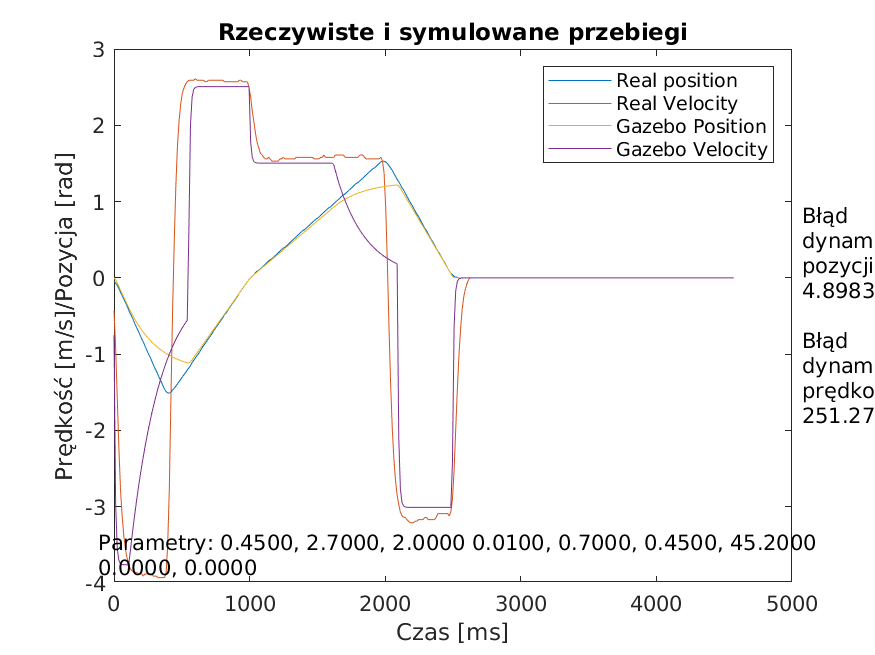 Rzeczywiste i symulowane przebiegi
3
2
1
0
-1
-2
-3
-4
Prędkość [m/s]/Pozycja [rad]
Real position
Real Velocity
Gazebo Position
Gazebo Velocity
Błąd
dynam
pozycji
4.8983
Błąd
dynam
prędko
251.27
Parametry: 0.4500, 2.7000, 2.0000 0.0100, 0.7000, 0.4500, 45.2000
0.0000, 0.0000
0 1000 2000 3000 4000 5000
Czas [ms]